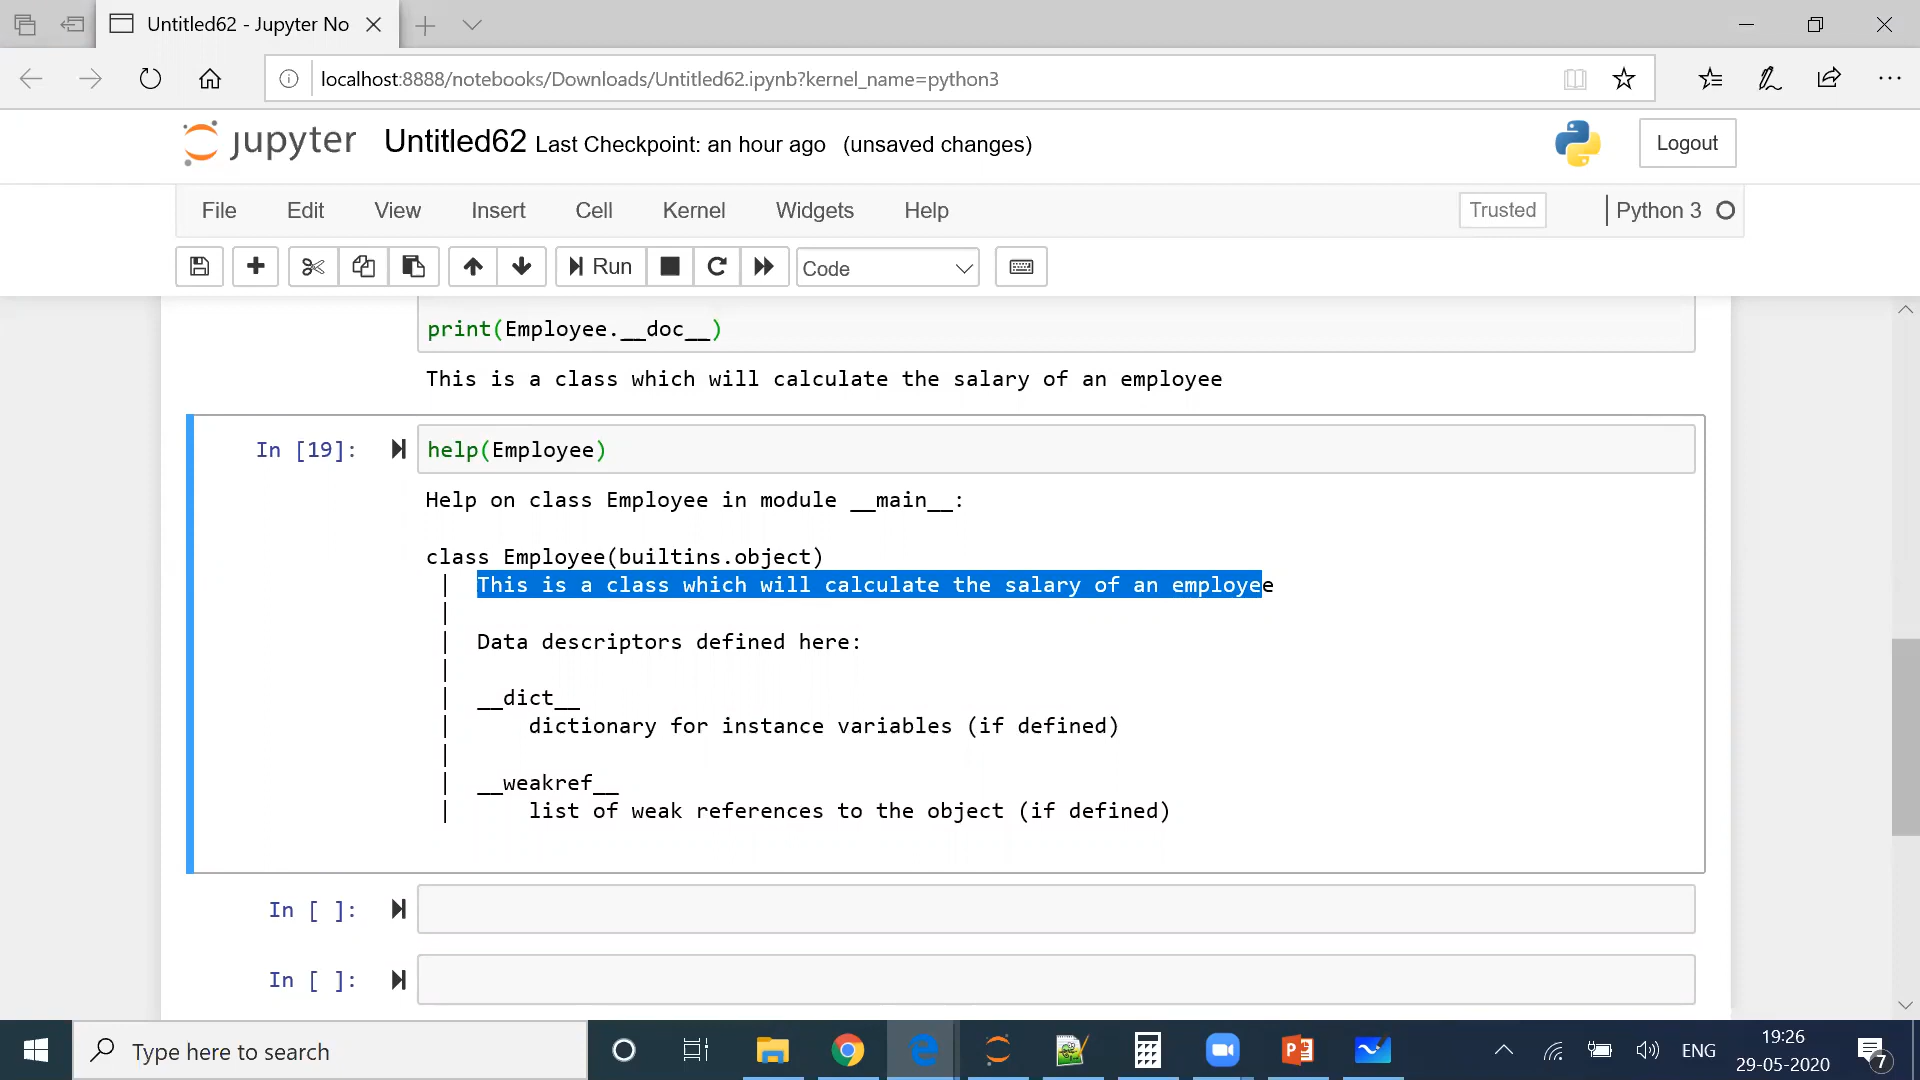 Untitled62 - Jupyter No
localhost:8888/notebooks/Downloads/Untitled62.ipynb?kernel_name=python3
jupyter Untitled62 Last Checkpoint: an hour ago (unsaved changes)
Logout
File Edit View Insert Cell Kernel Widgets Help
Trusted
Python 3
Run
Code
print(Employee.__doc__)
This is a class which will calculate the salary of an employee
In [19]: help(Employee)
Help on class Employee in module __main__:
class Employee(builtins.object)
| This is a class which will calculate the salary of an employee
|
| Data descriptors defined here:
|
| __dict__
| dictionary for instance variables (if defined)
|
| __weakref__
| list of weak references to the object (if defined)
In [ ]:
In [ ]:
Type here to search
ENG
19:26
29-05-2020
7